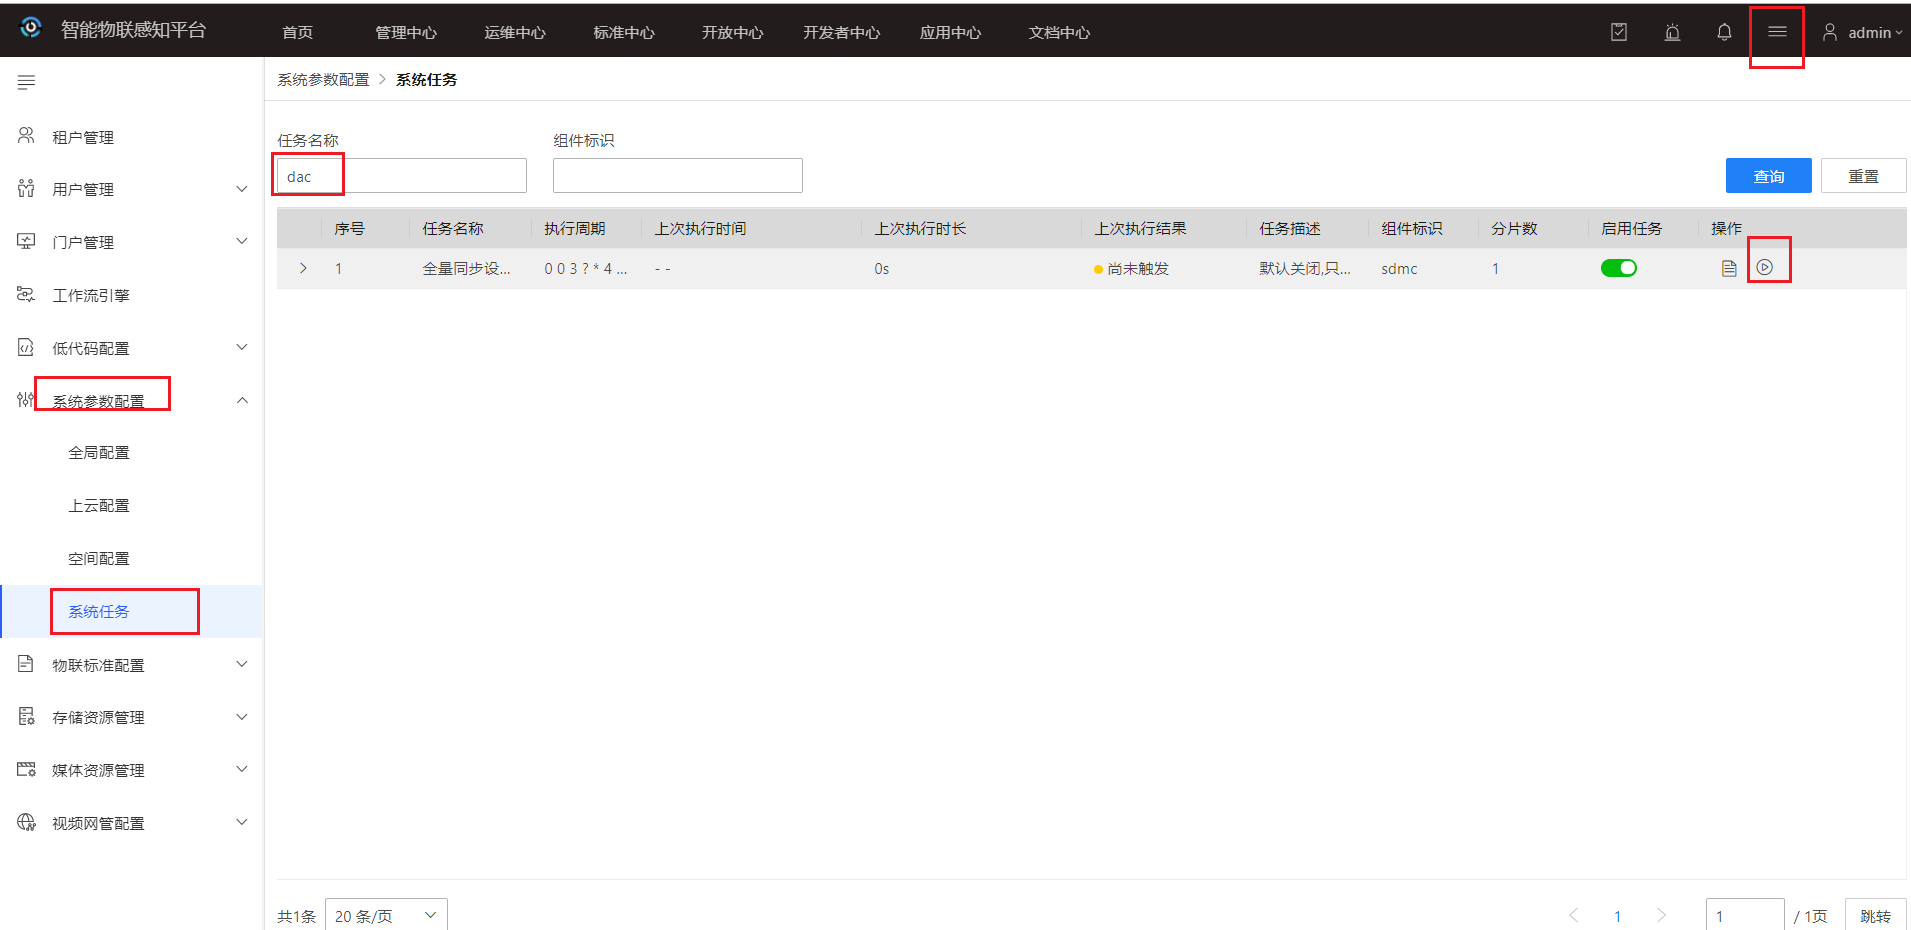 智能物联感知平台 首页 管理中心 运维中心 标准中心 开放中心 开发者中心 应用中心 文档中心 admin
系统参数配置 > 系统任务
租户管理
用户管理
门户管理
工作流引擎
低代码配置
系统参数配置
全局配置
上云配置
空间配置
系统任务
物联标准配置
存储资源管理
媒体资源管理
视频网管配置
任务名称 组件标识
dac 查询 重置
序号 任务名称 执行周期 上次执行时间 上次执行时长 上次执行结果 任务描述 组件标识 分片数 启用任务 操作
1 全量同步设... 0 0 3 ? * 4 ... - - 0s 尚未触发 默认关闭,只... sdmc 1
共1条 20 条/页 1 1 / 1页 跳转